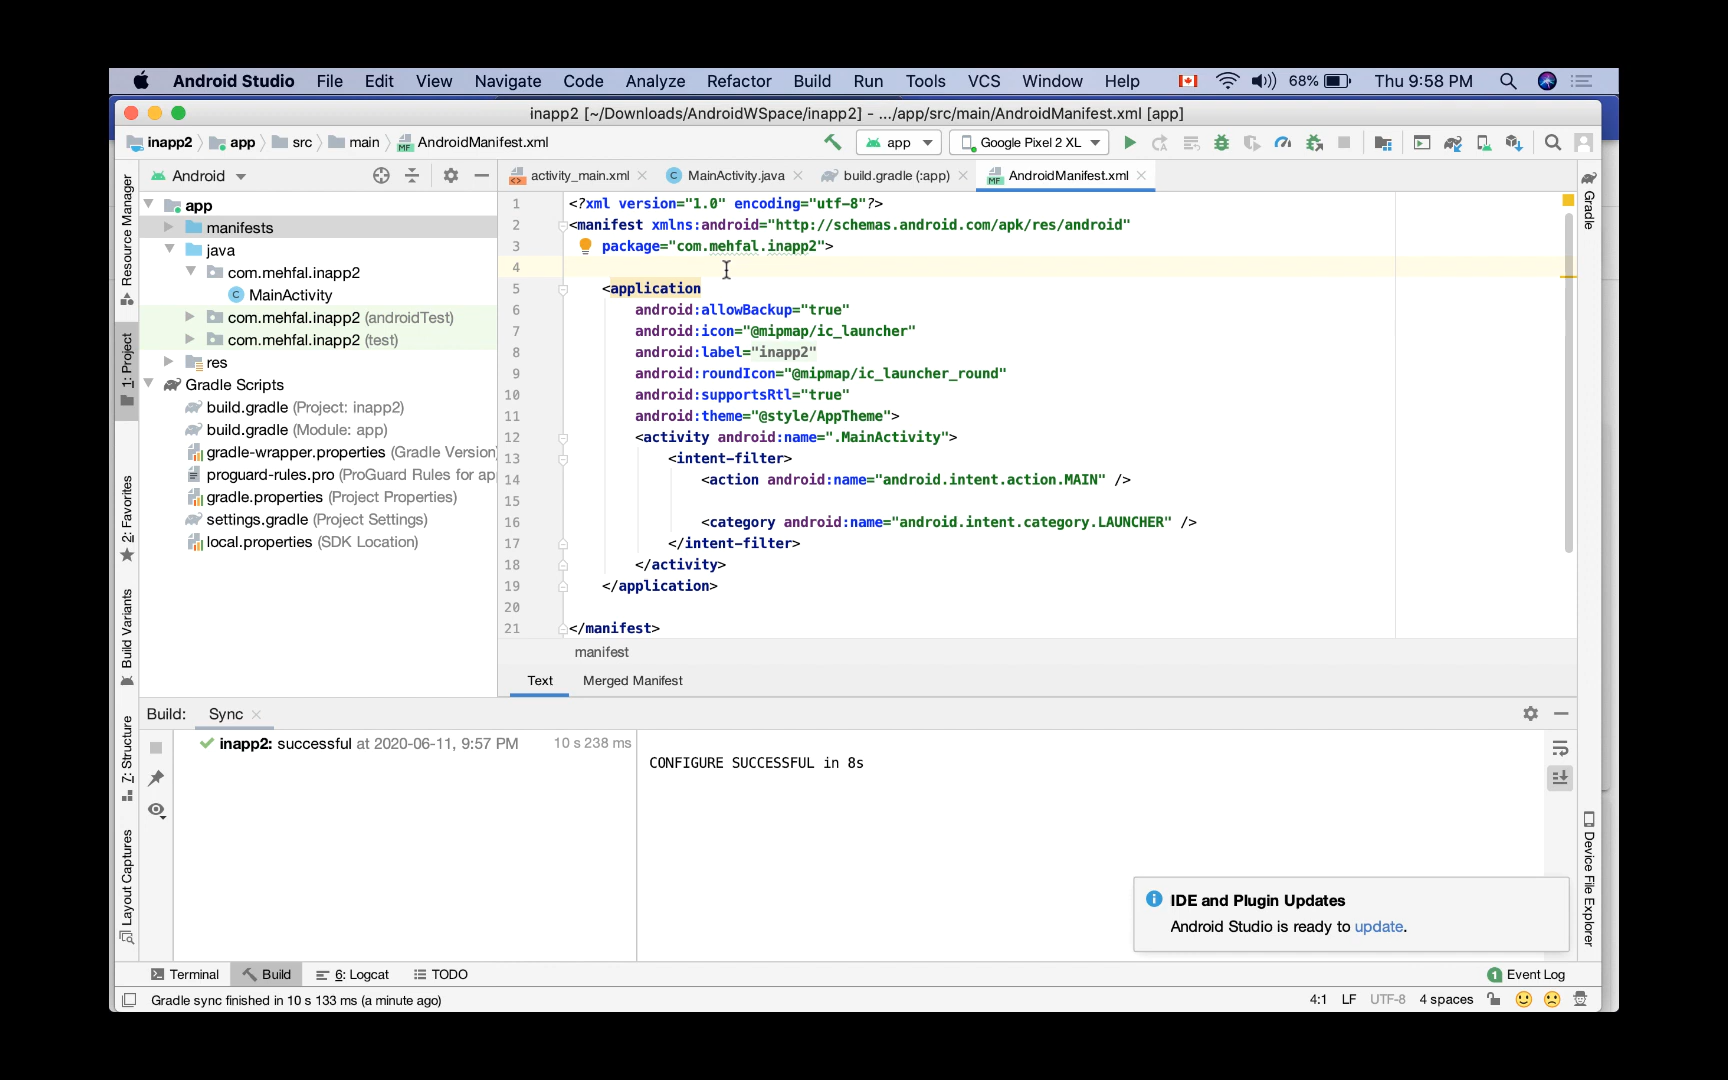 Android Studio File Edit View Navigate Code Analyze Refactor Build Run Tools VCS Window Help 68% Thu 9:58 PM
inapp2 [~/Downloads/AndroidWSpace/inapp2] - .../app/src/main/AndroidManifest.xml [app]
inapp2 app src main AndroidManifest.xml app Google Pixel 2 XL
Android activity_main.xml MainActivity.java build.gradle (:app) AndroidManifest.xml
Resource Manager
1: Project
2: Favorites
Build Variants
7: Structure
Layout Captures
app
manifests
java
com.mehfal.inapp2
MainActivity
com.mehfal.inapp2 (androidTest)
com.mehfal.inapp2 (test)
res
Gradle Scripts
build.gradle (Project: inapp2)
build.gradle (Module: app)
gradle-wrapper.properties (Gradle Version)
proguard-rules.pro (ProGuard Rules for ap
gradle.properties (Project Properties)
settings.gradle (Project Settings)
local.properties (SDK Location)
1 <?xml version="1.0" encoding="utf-8"?>
2 <manifest xmlns:android="http://schemas.android.com/apk/res/android"
3 package="com.mehfal.inapp2">
4
5 <application
6 android:allowBackup="true"
7 android:icon="@mipmap/ic_launcher"
8 android:label="inapp2"
9 android:roundIcon="@mipmap/ic_launcher_round"
10 android:supportsRtl="true"
11 android:theme="@style/AppTheme">
12 <activity android:name=".MainActivity">
13 <intent-filter>
14 <action android:name="android.intent.action.MAIN" />
15
16 <category android:name="android.intent.category.LAUNCHER" />
17 </intent-filter>
18 </activity>
19 </application>
20
21 </manifest>
manifest
Text Merged Manifest
Gradle
Device File Explorer
Build: Sync
inapp2: successful at 2020-06-11, 9:57 PM 10 s 238 ms
CONFIGURE SUCCESSFUL in 8s
IDE and Plugin Updates
Android Studio is ready to update.
Terminal Build 6: Logcat TODO 1 Event Log
Gradle sync finished in 10 s 133 ms (a minute ago) 4:1 LF UTF-8 4 spaces